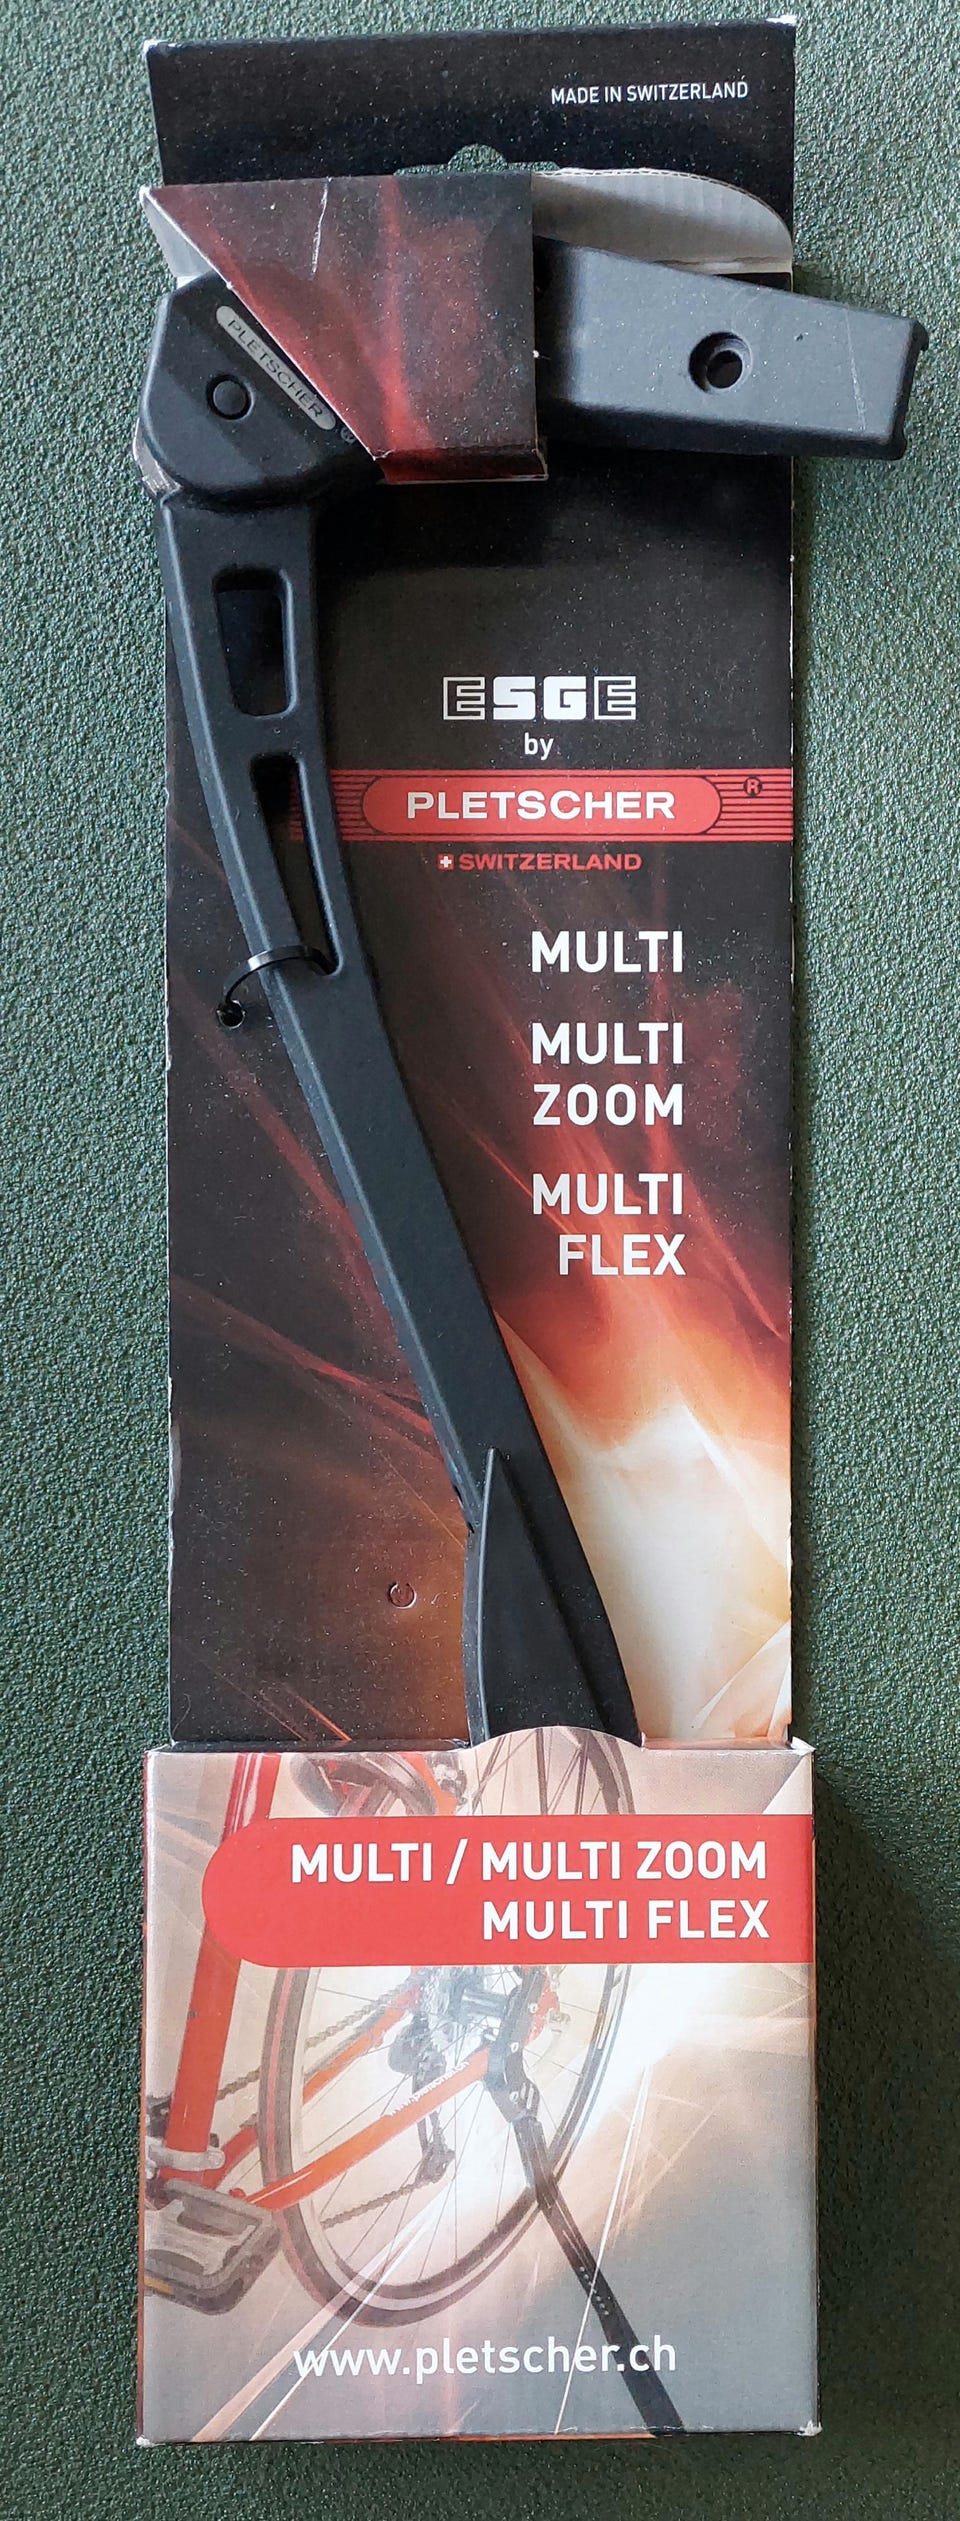 MADE IN SWITZERLAND
PLETSCHER
ESGE
by
PLETSCHER ®
SWITZERLAND
MULTI
MULTI
ZOOM
MULTI
FLEX
MULTI / MULTI ZOOM
MULTI FLEX
www.pletscher.ch